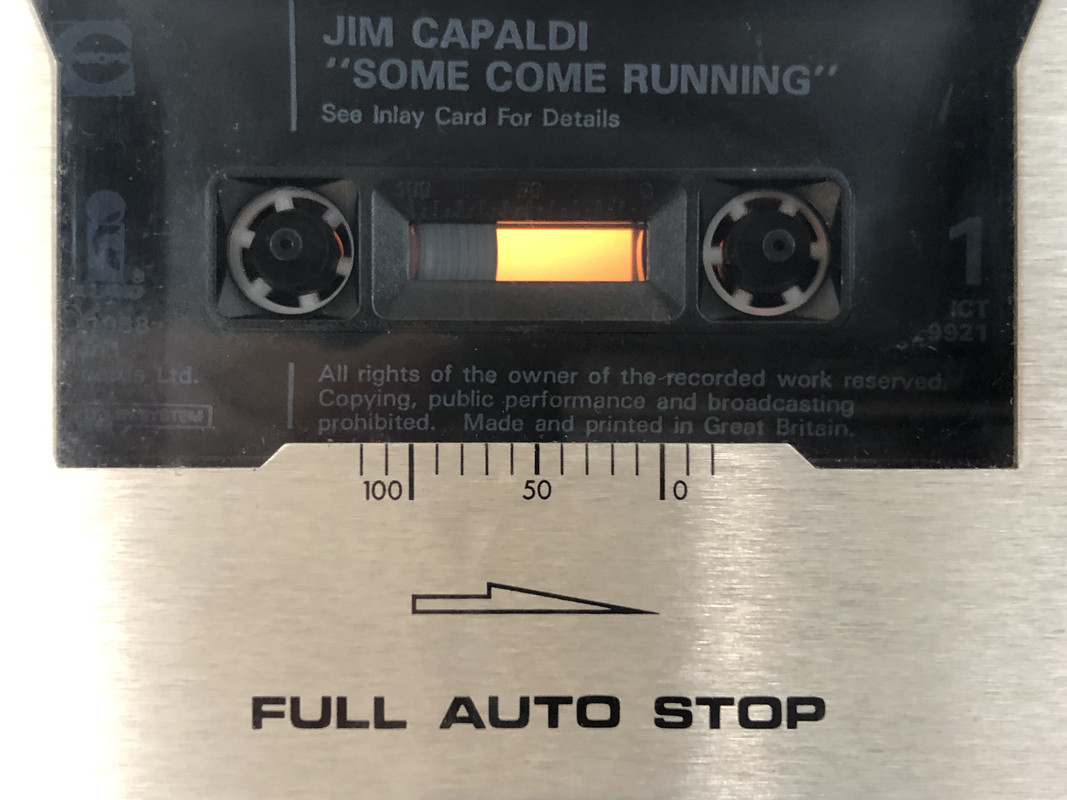 JIM CAPALDI
"SOME COME RUNNING"
See Inlay Card For Details
100 50 0
1
ICT
9921
Ltd.
SYSTEM
All rights of the owner of the recorded work reserved.
Copying, public performance and broadcasting
prohibited. Made and printed in Great Britain.
100 50 0
FULL AUTO STOP